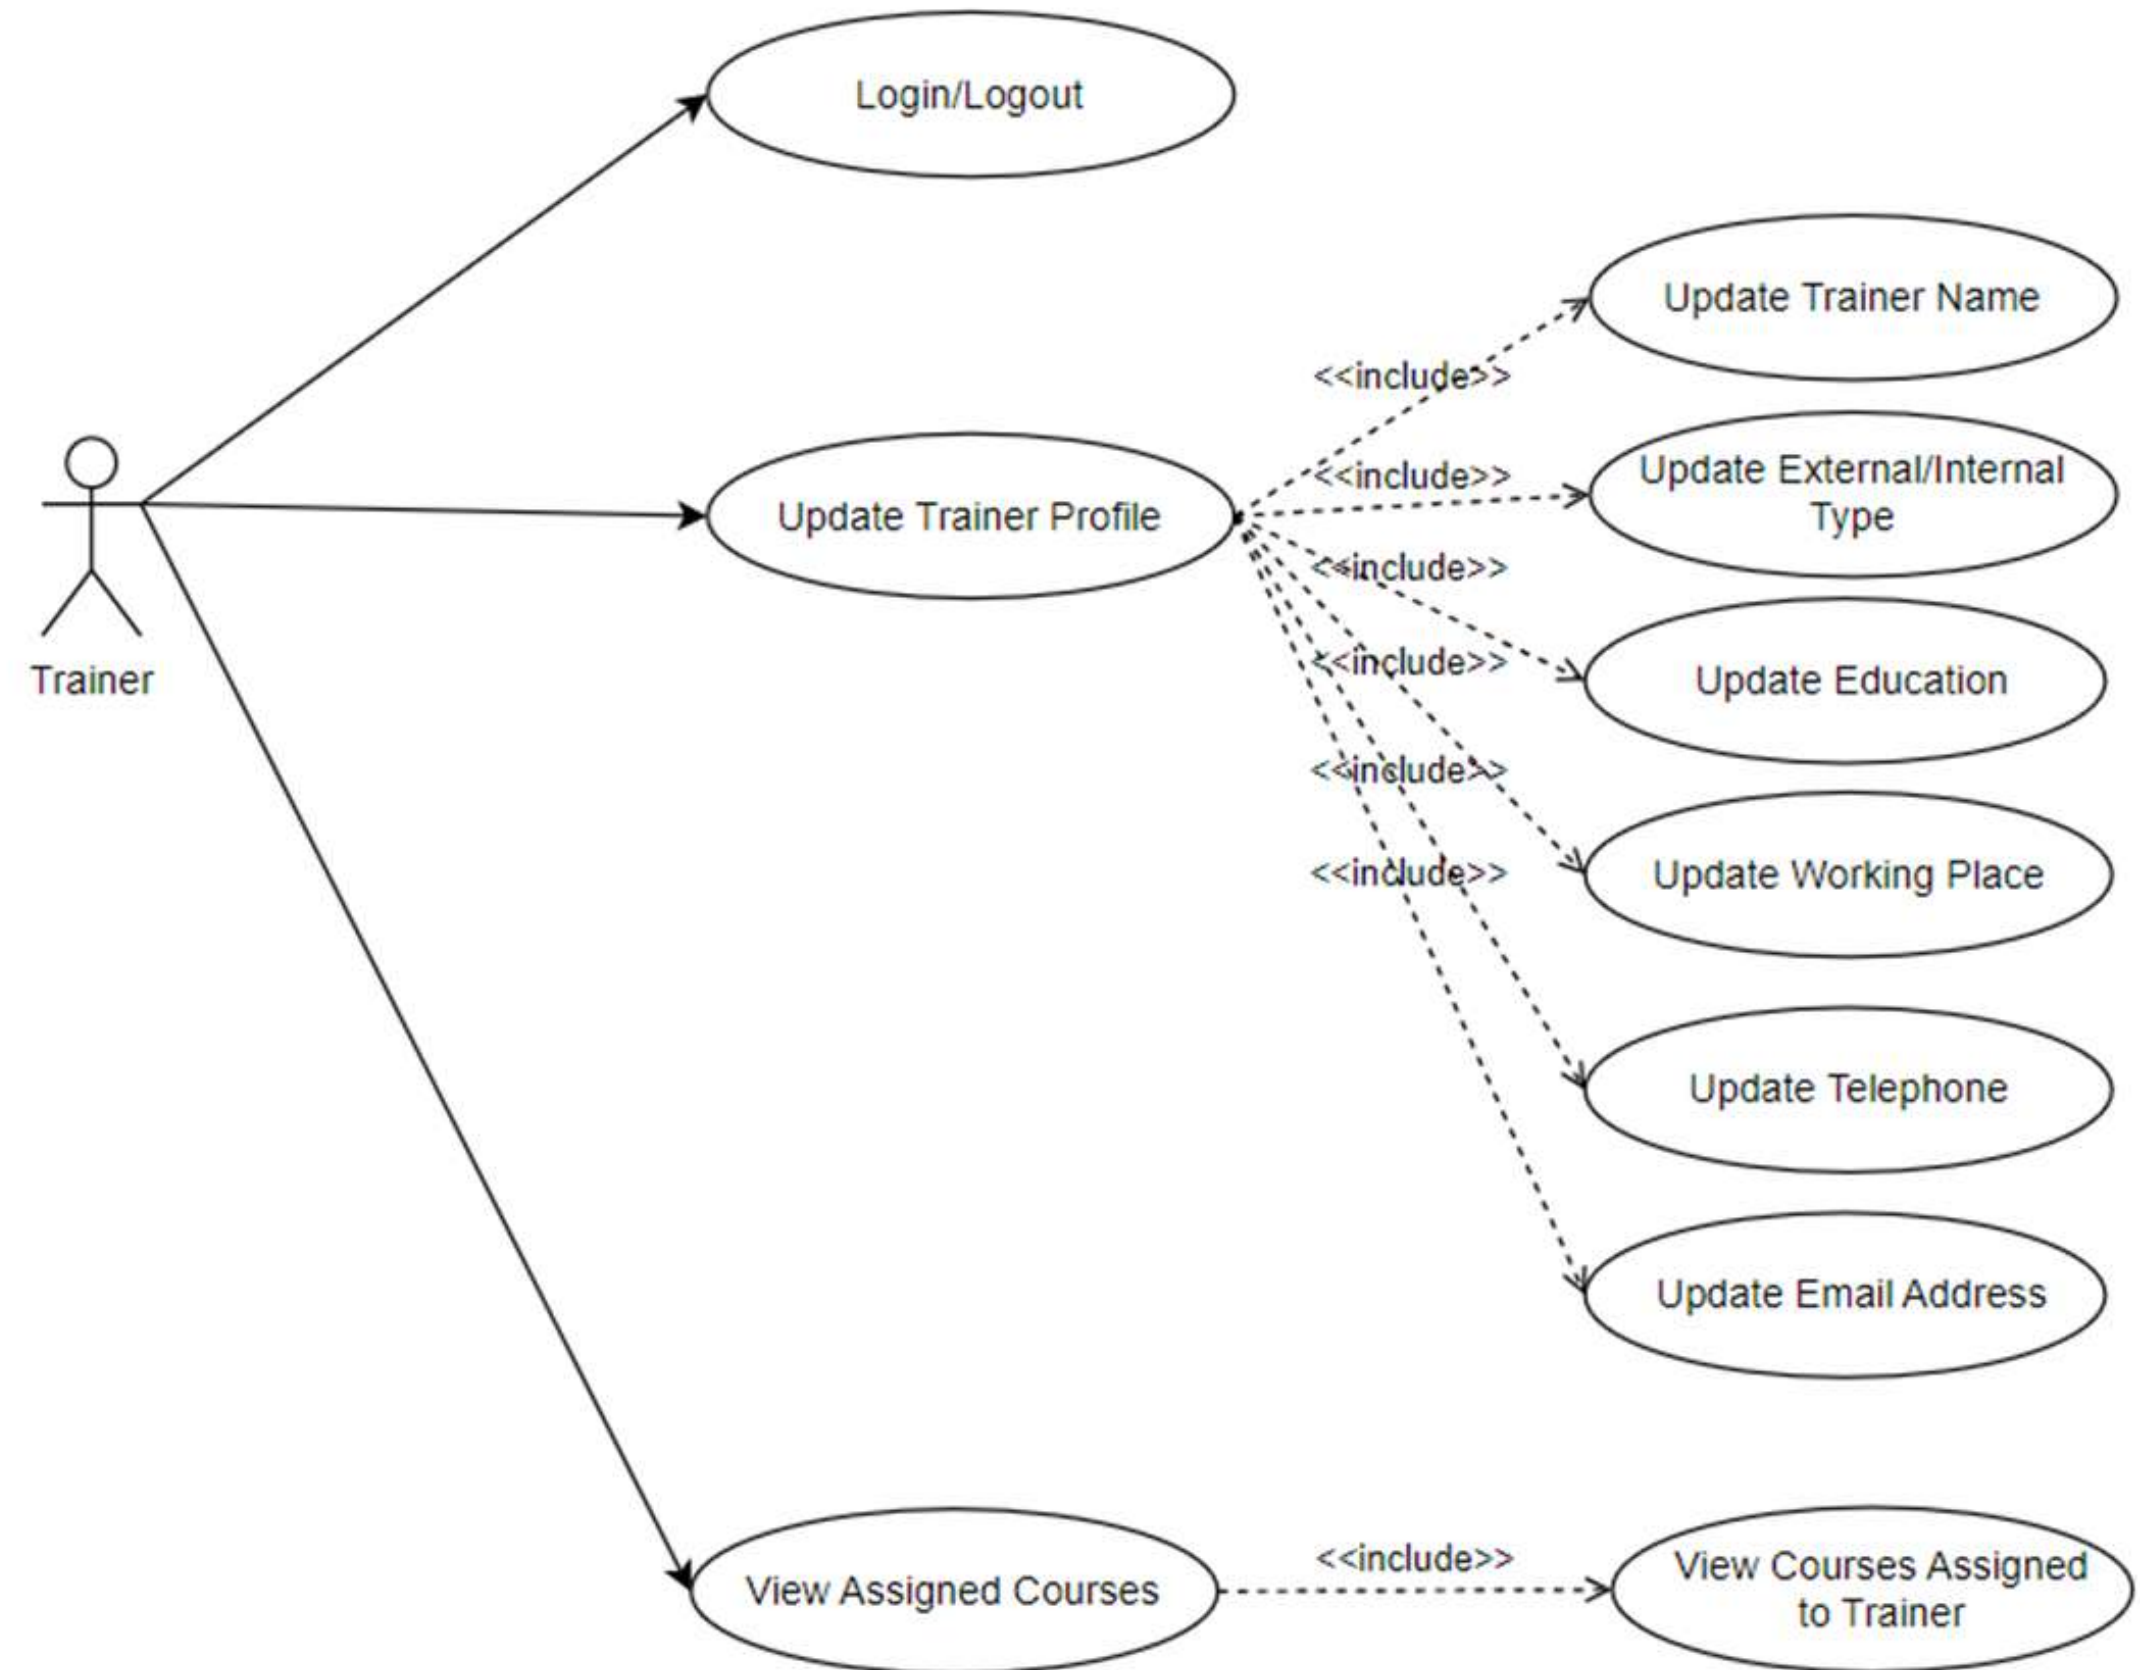 Login/Logout
Update Trainer Name
<<include>>
Update External/Internal
Type
<<include>>
Update Trainer Profile
<<include>>
Trainer
<<include>>
Update Education
<<include>>
<<include>>
Update Working Place
Update Telephone
Update Email Address
View Assigned Courses
<<include>>
View Courses Assigned
to Trainer